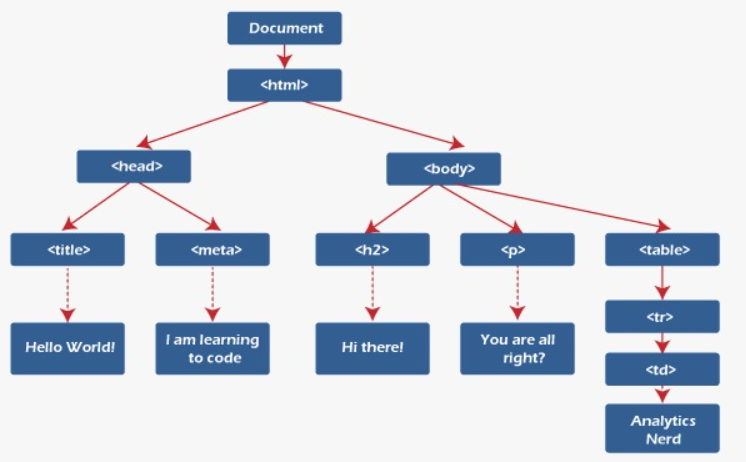 Document
<html>
<head>
<body>
<title>
<meta>
<h2>
<p>
<table>
Hello World!
I am learning
to code
Hi there!
You are all
right?
<tr>
<td>
Analytics
Nerd